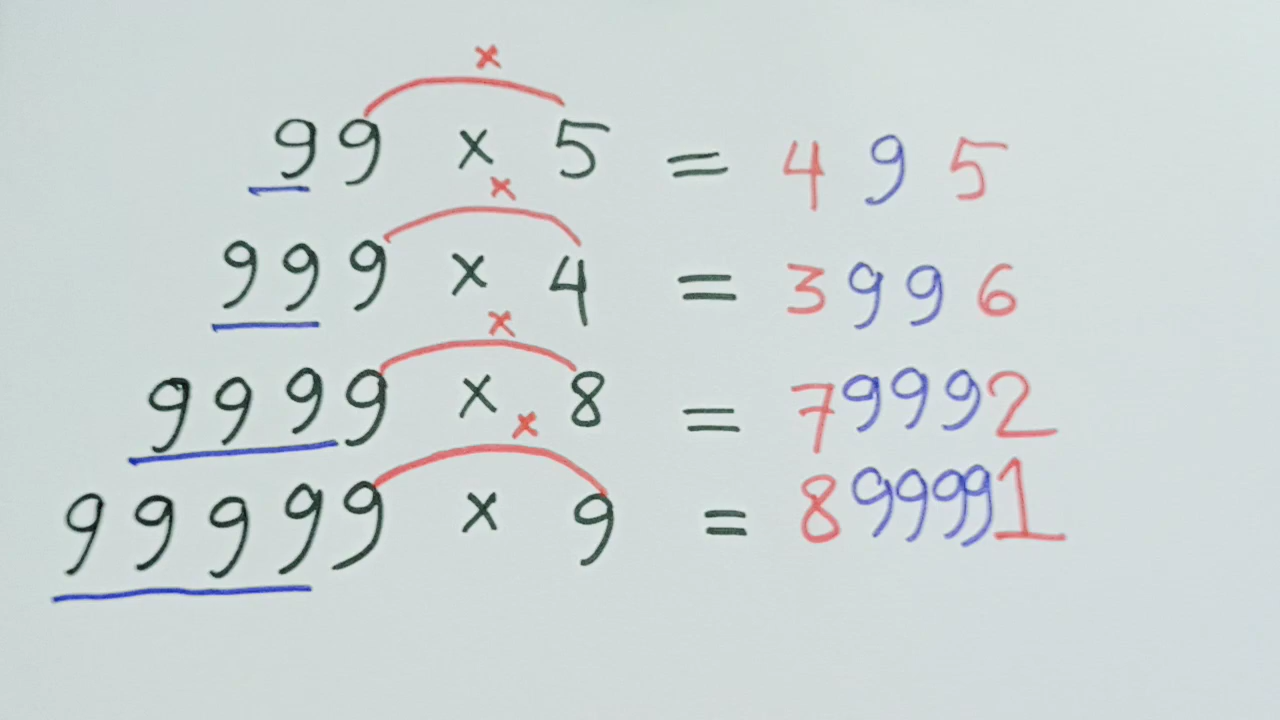 99 × 5 = 495
999 × 4 = 3996
9999 × 8 = 79992
99999 × 9 = 899991